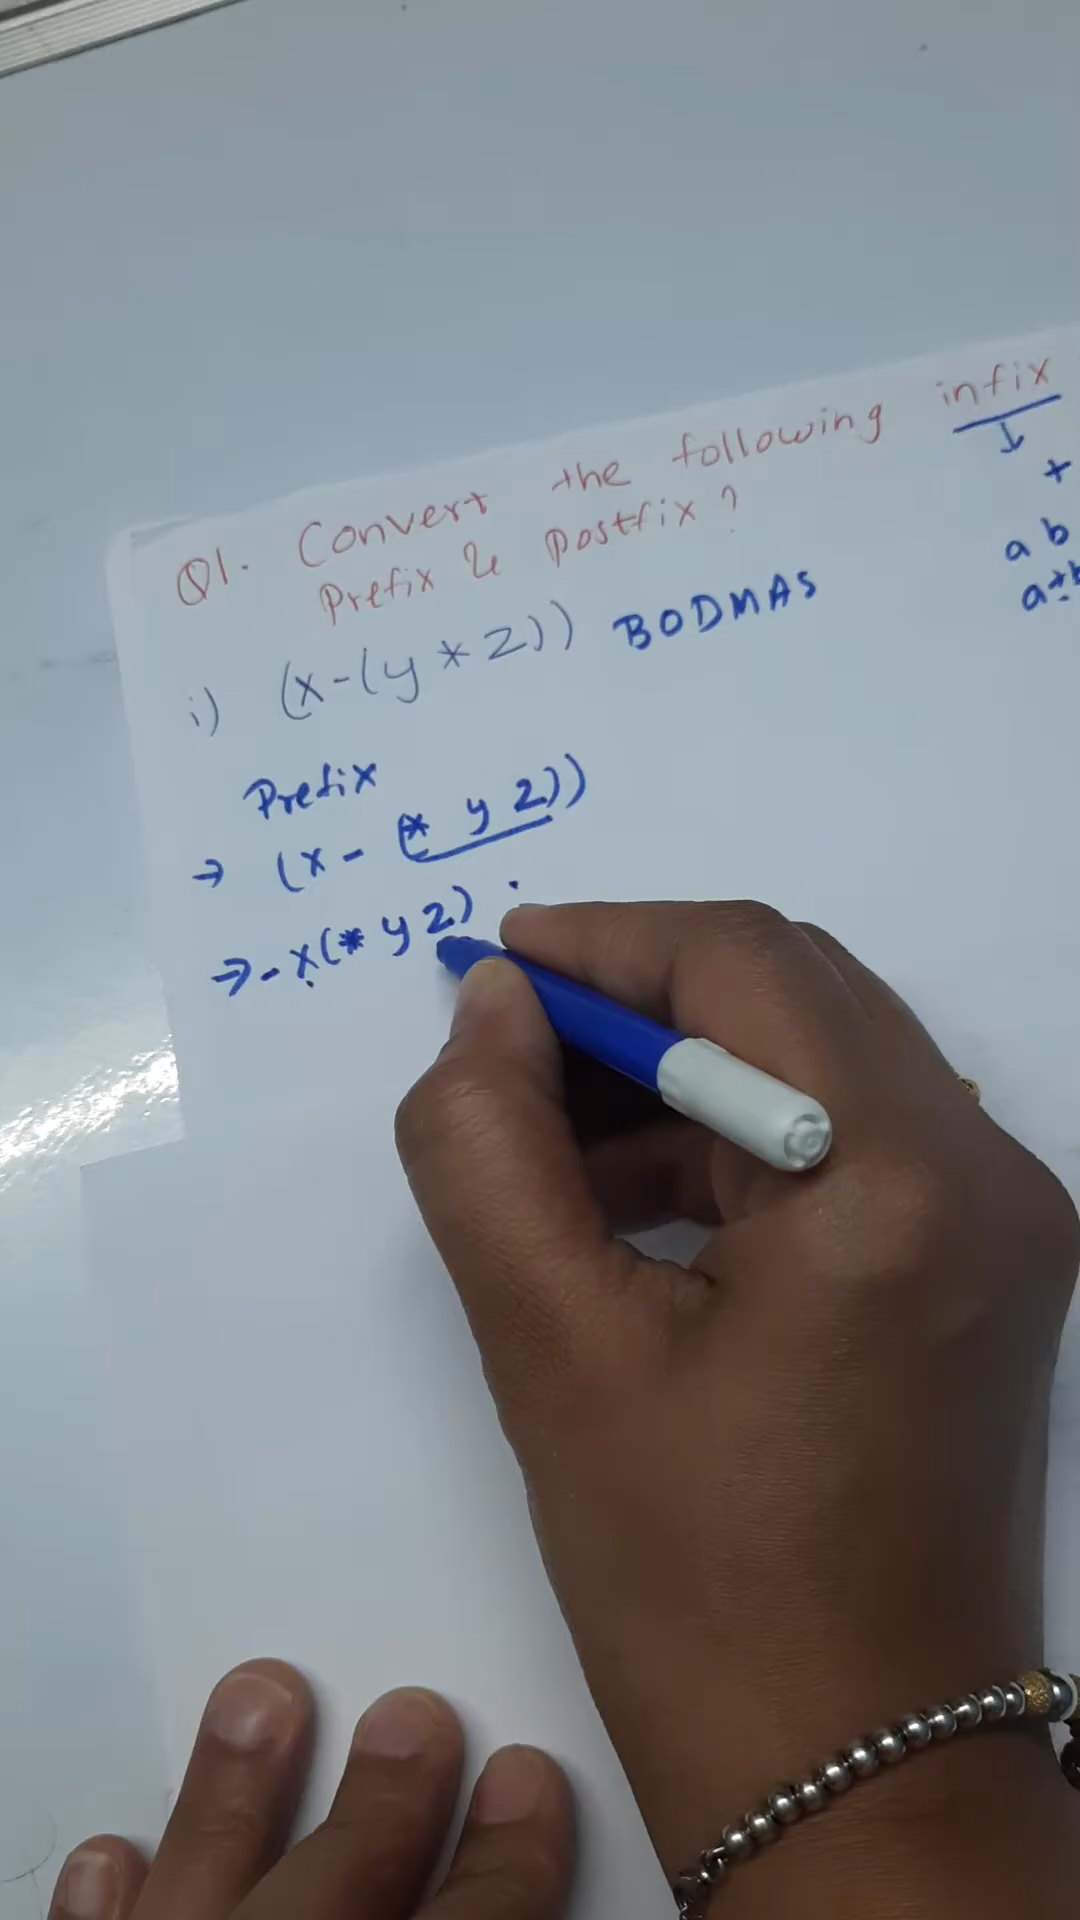 Q1. Convert the following infix
Prefix & postfix ?
+
a b
a+b
i) (x-(y*z)) BODMAS
Prefix
→ (x - (* y z))
→ - x(* y z)